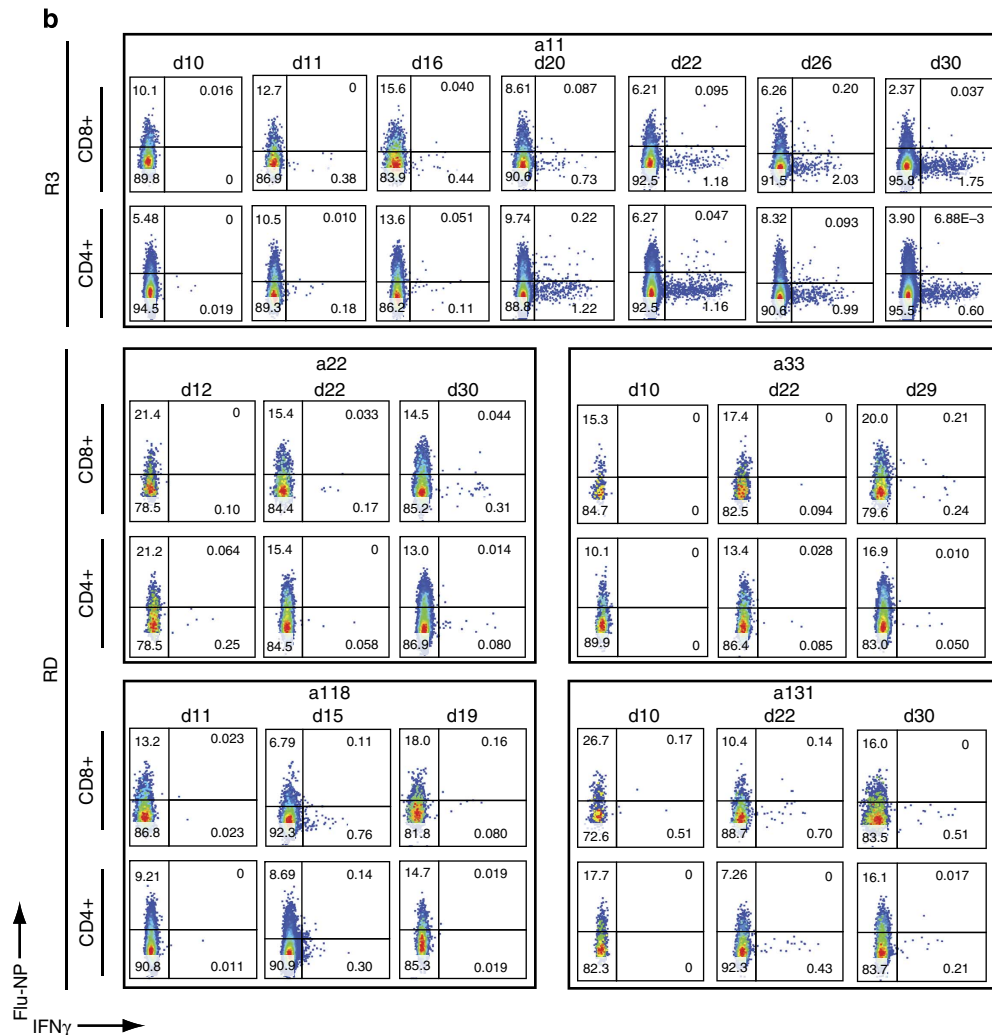 b
a11
d10 d11 d16 d20 d22 d26 d30
R3
CD8+
10.1 0.016 12.7 0 15.6 0.040 8.61 0.087 6.21 0.095 6.26 0.20 2.37 0.037
89.8 0 86.9 0.38 83.9 0.44 90.6 0.73 92.5 1.18 91.5 2.03 95.8 1.75
CD4+
5.48 0 10.5 0.010 13.6 0.051 9.74 0.22 6.27 0.047 8.32 0.093 3.90 6.88E–3
94.5 0.019 89.3 0.18 86.2 0.11 88.8 1.22 92.5 1.16 90.6 0.99 95.5 0.60
RD
a22
d12 d22 d30
CD8+
21.4 0 15.4 0.033 14.5 0.044
78.5 0.10 84.4 0.17 85.2 0.31
CD4+
21.2 0.064 15.4 0 13.0 0.014
78.5 0.25 84.5 0.058 86.9 0.080
a33
d10 d22 d29
15.3 0 17.4 0 20.0 0.21
84.7 0 82.5 0.094 79.6 0.24
10.1 0 13.4 0.028 16.9 0.010
89.9 0 86.4 0.085 83.0 0.050
a118
d11 d15 d19
CD8+
13.2 0.023 6.79 0.11 18.0 0.16
86.8 0.023 92.3 0.76 81.8 0.080
CD4+
9.21 0 8.69 0.14 14.7 0.019
90.8 0.011 90.9 0.30 85.3 0.019
a131
d10 d22 d30
26.7 0.17 10.4 0.14 16.0 0
72.6 0.51 88.7 0.70 83.5 0.51
17.7 0 7.26 0 16.1 0.017
82.3 0 92.3 0.43 83.7 0.21
Flu-NP
IFNγ